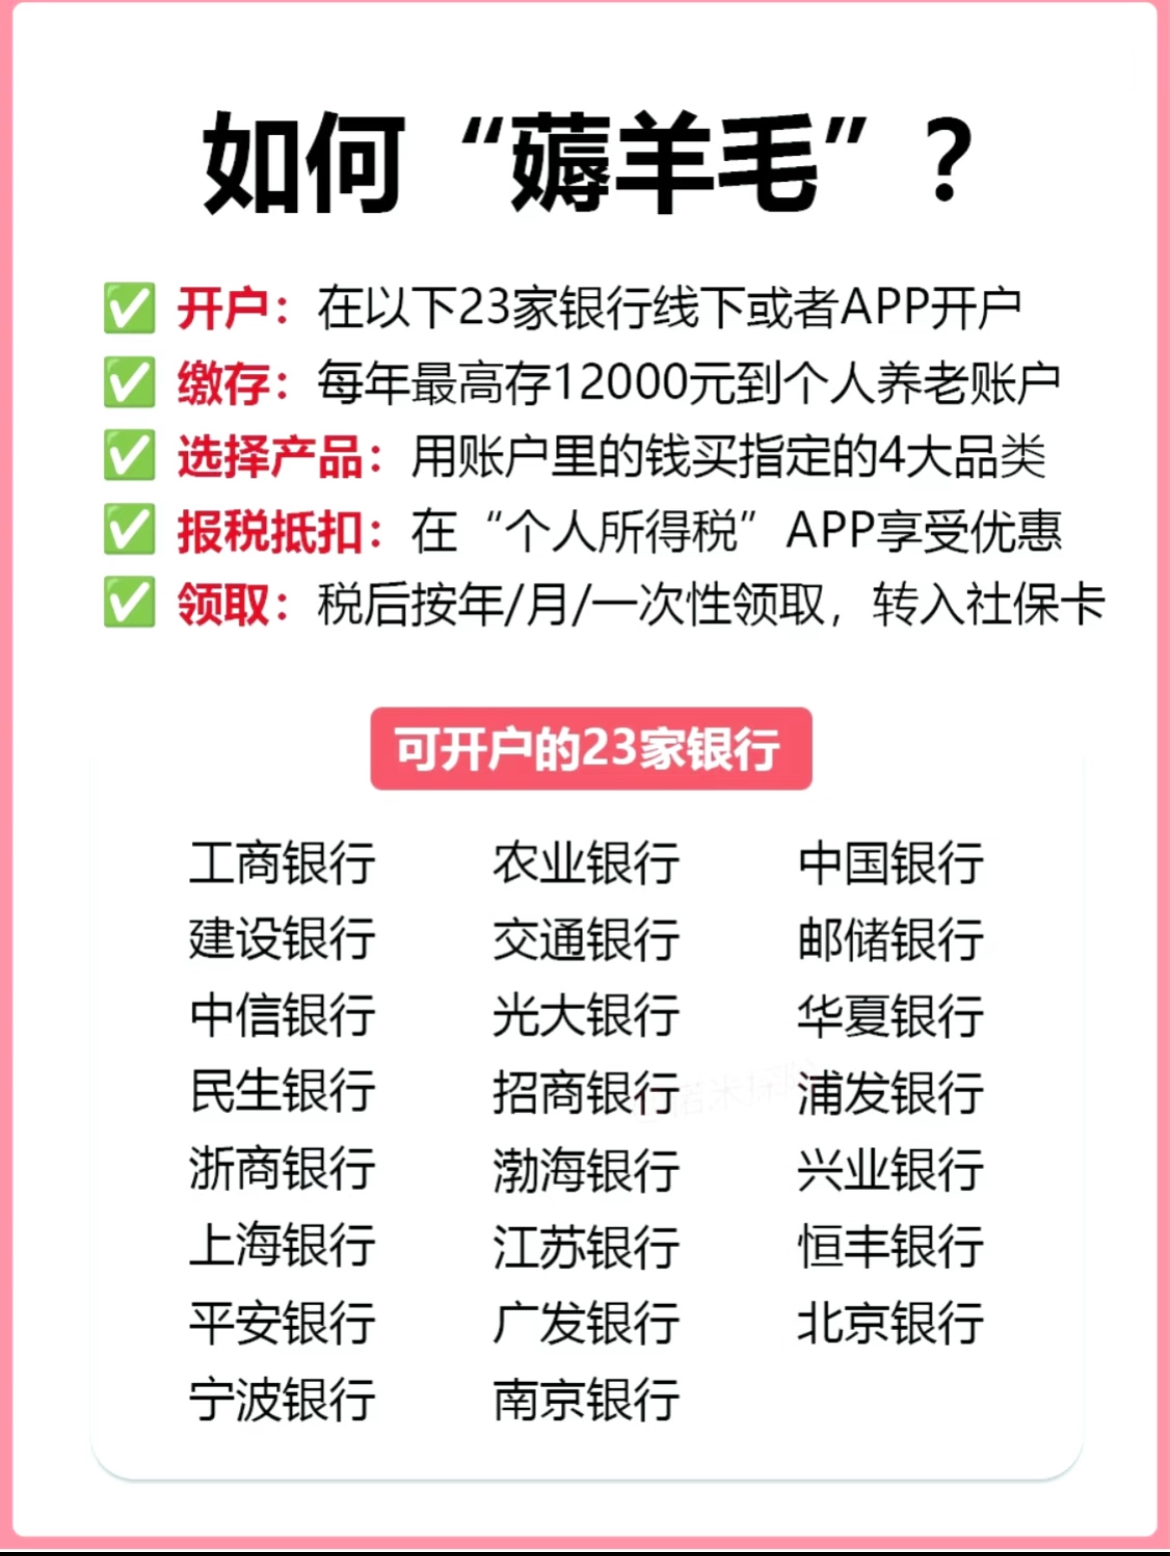 如何“薅羊毛”？
✅ 开户：在以下23家银行线下或者APP开户
✅ 缴存：每年最高存12000元到个人养老账户
✅ 选择产品：用账户里的钱买指定的4大品类
✅ 报税抵扣：在“个人所得税”APP享受优惠
✅ 领取：税后按年/月/一次性领取，转入社保卡
可开户的23家银行
工商银行 农业银行 中国银行
建设银行 交通银行 邮储银行
中信银行 光大银行 华夏银行
民生银行 招商银行 浦发银行
浙商银行 渤海银行 兴业银行
上海银行 江苏银行 恒丰银行
平安银行 广发银行 北京银行
宁波银行 南京银行